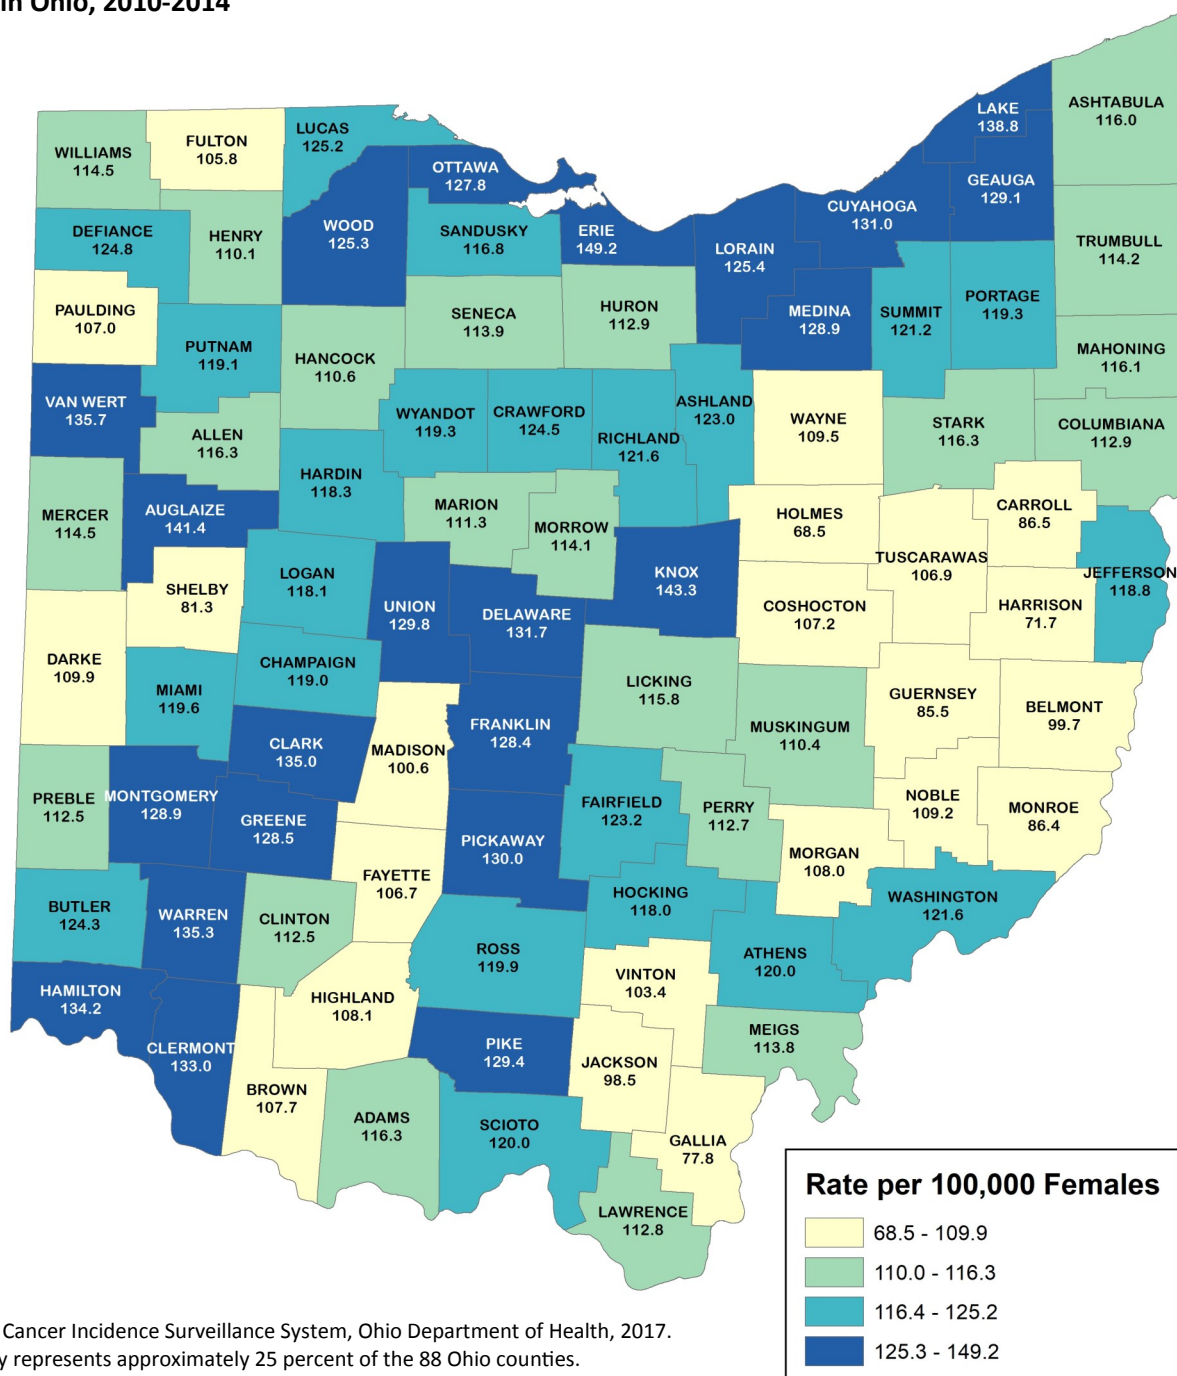 in Ohio, 2010-2014
LAKE
138.8
ASHTABULA
116.0
LUCAS
125.2
FULTON
105.8
WILLIAMS
114.5
OTTAWA
127.8
GEAUGA
129.1
CUYAHOGA
131.0
WOOD
125.3
DEFIANCE
124.8
HENRY
110.1
SANDUSKY
116.8
ERIE
149.2
LORAIN
125.4
TRUMBULL
114.2
PAULDING
107.0
SENECA
113.9
HURON
112.9
MEDINA
128.9
SUMMIT
121.2
PORTAGE
119.3
PUTNAM
119.1
HANCOCK
110.6
MAHONING
116.1
VAN WERT
135.7
WYANDOT
119.3
CRAWFORD
124.5
ASHLAND
123.0
WAYNE
109.5
STARK
116.3
COLUMBIANA
112.9
ALLEN
116.3
RICHLAND
121.6
HARDIN
118.3
MERCER
114.5
AUGLAIZE
141.4
MARION
111.3
MORROW
114.1
HOLMES
68.5
CARROLL
86.5
TUSCARAWAS
106.9
JEFFERSON
118.8
SHELBY
81.3
LOGAN
118.1
KNOX
143.3
UNION
129.8
DELAWARE
131.7
COSHOCTON
107.2
HARRISON
71.7
DARKE
109.9
CHAMPAIGN
119.0
MIAMI
119.6
LICKING
115.8
GUERNSEY
85.5
BELMONT
99.7
MUSKINGUM
110.4
FRANKLIN
128.4
CLARK
135.0
MADISON
100.6
PREBLE
112.5
MONTGOMERY
128.9
GREENE
128.5
FAIRFIELD
123.2
PERRY
112.7
NOBLE
109.2
MONROE
86.4
PICKAWAY
130.0
MORGAN
108.0
FAYETTE
106.7
HOCKING
118.0
WASHINGTON
121.6
BUTLER
124.3
WARREN
135.3
CLINTON
112.5
ROSS
119.9
ATHENS
120.0
VINTON
103.4
HAMILTON
134.2
HIGHLAND
108.1
MEIGS
113.8
CLERMONT
133.0
PIKE
129.4
JACKSON
98.5
BROWN
107.7
ADAMS
116.3
SCIOTO
120.0
GALLIA
77.8
LAWRENCE
112.8
Rate per 100,000 Females
68.5 - 109.9
110.0 - 116.3
116.4 - 125.2
125.3 - 149.2
Cancer Incidence Surveillance System, Ohio Department of Health, 2017.
y represents approximately 25 percent of the 88 Ohio counties.